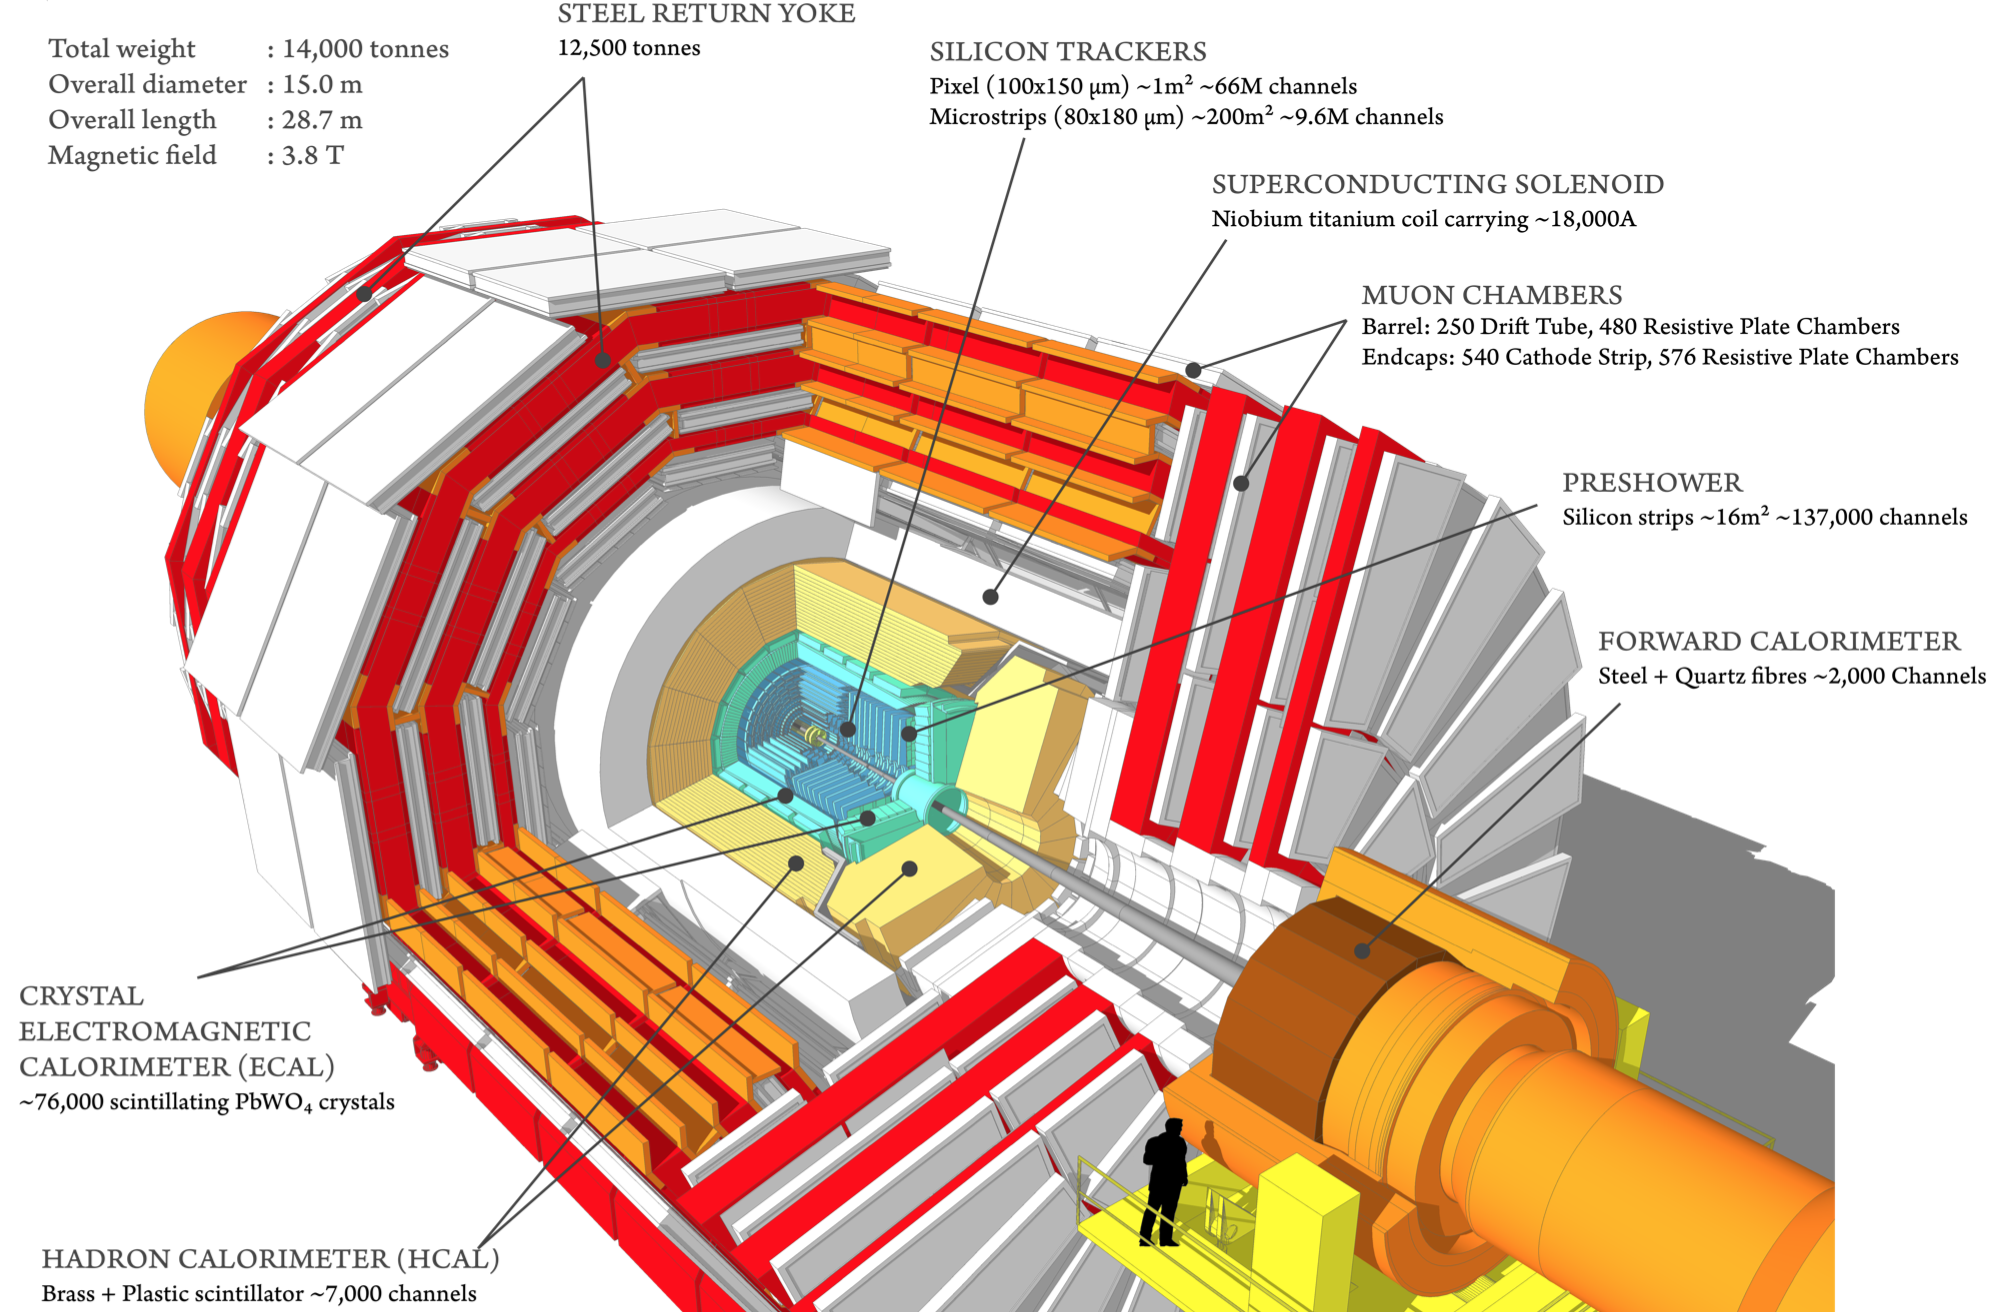 Total weight : 14,000 tonnes
Overall diameter : 15.0 m
Overall length : 28.7 m
Magnetic field : 3.8 T
STEEL RETURN YOKE
12,500 tonnes
SILICON TRACKERS
Pixel (100x150 μm) ~1m² ~66M channels
Microstrips (80x180 μm) ~200m² ~9.6M channels
SUPERCONDUCTING SOLENOID
Niobium titanium coil carrying ~18,000A
MUON CHAMBERS
Barrel: 250 Drift Tube, 480 Resistive Plate Chambers
Endcaps: 540 Cathode Strip, 576 Resistive Plate Chambers
PRESHOWER
Silicon strips ~16m² ~137,000 channels
FORWARD CALORIMETER
Steel + Quartz fibres ~2,000 Channels
CRYSTAL
ELECTROMAGNETIC
CALORIMETER (ECAL)
~76,000 scintillating PbWO₄ crystals
HADRON CALORIMETER (HCAL)
Brass + Plastic scintillator ~7,000 channels